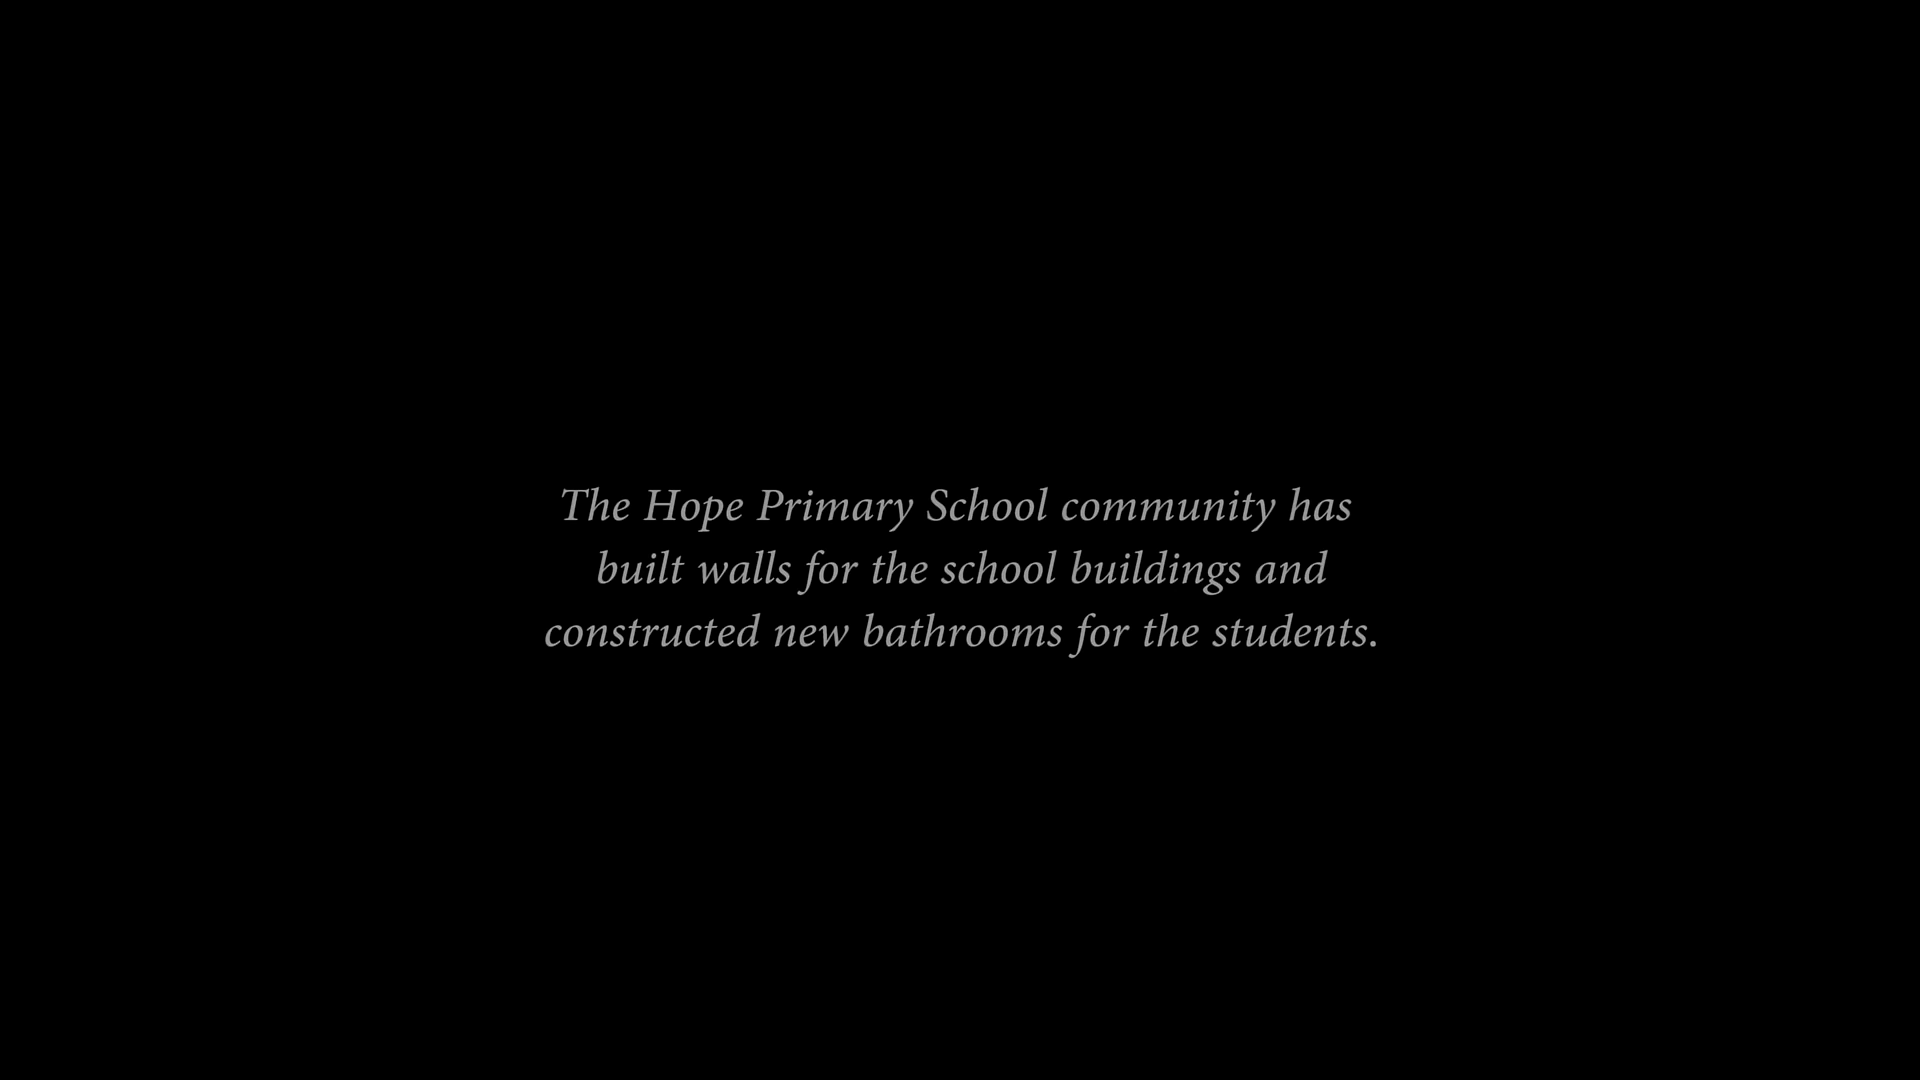 The Hope Primary School community has
built walls for the school buildings and
constructed new bathrooms for the students.